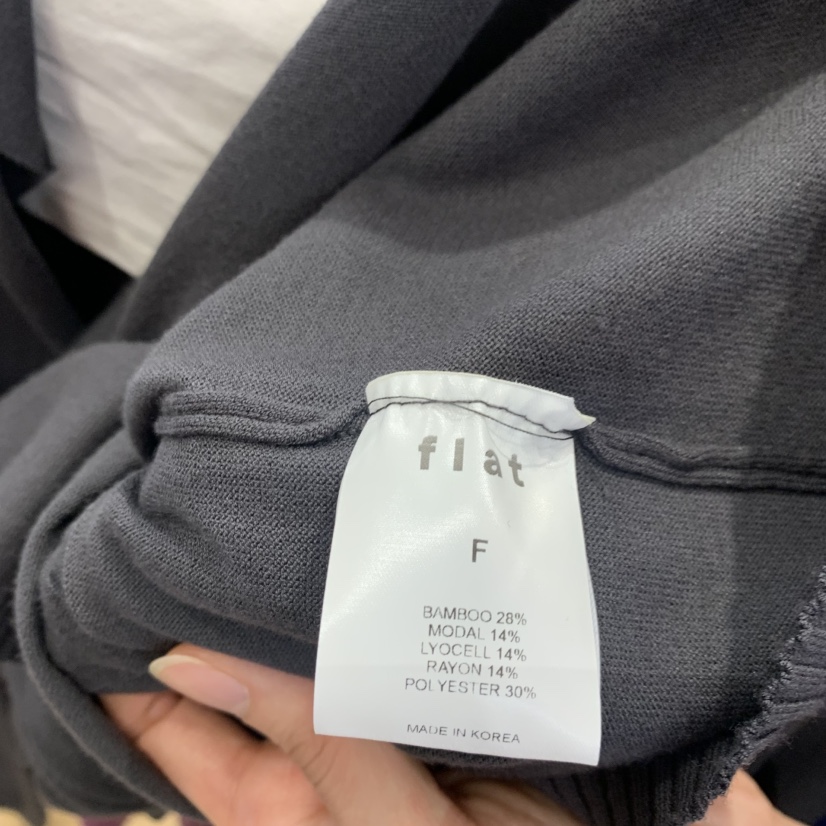 flat
F
BAMBOO 28%
MODAL 14%
LYOCELL 14%
RAYON 14%
POLYESTER 30%
MADE IN KOREA